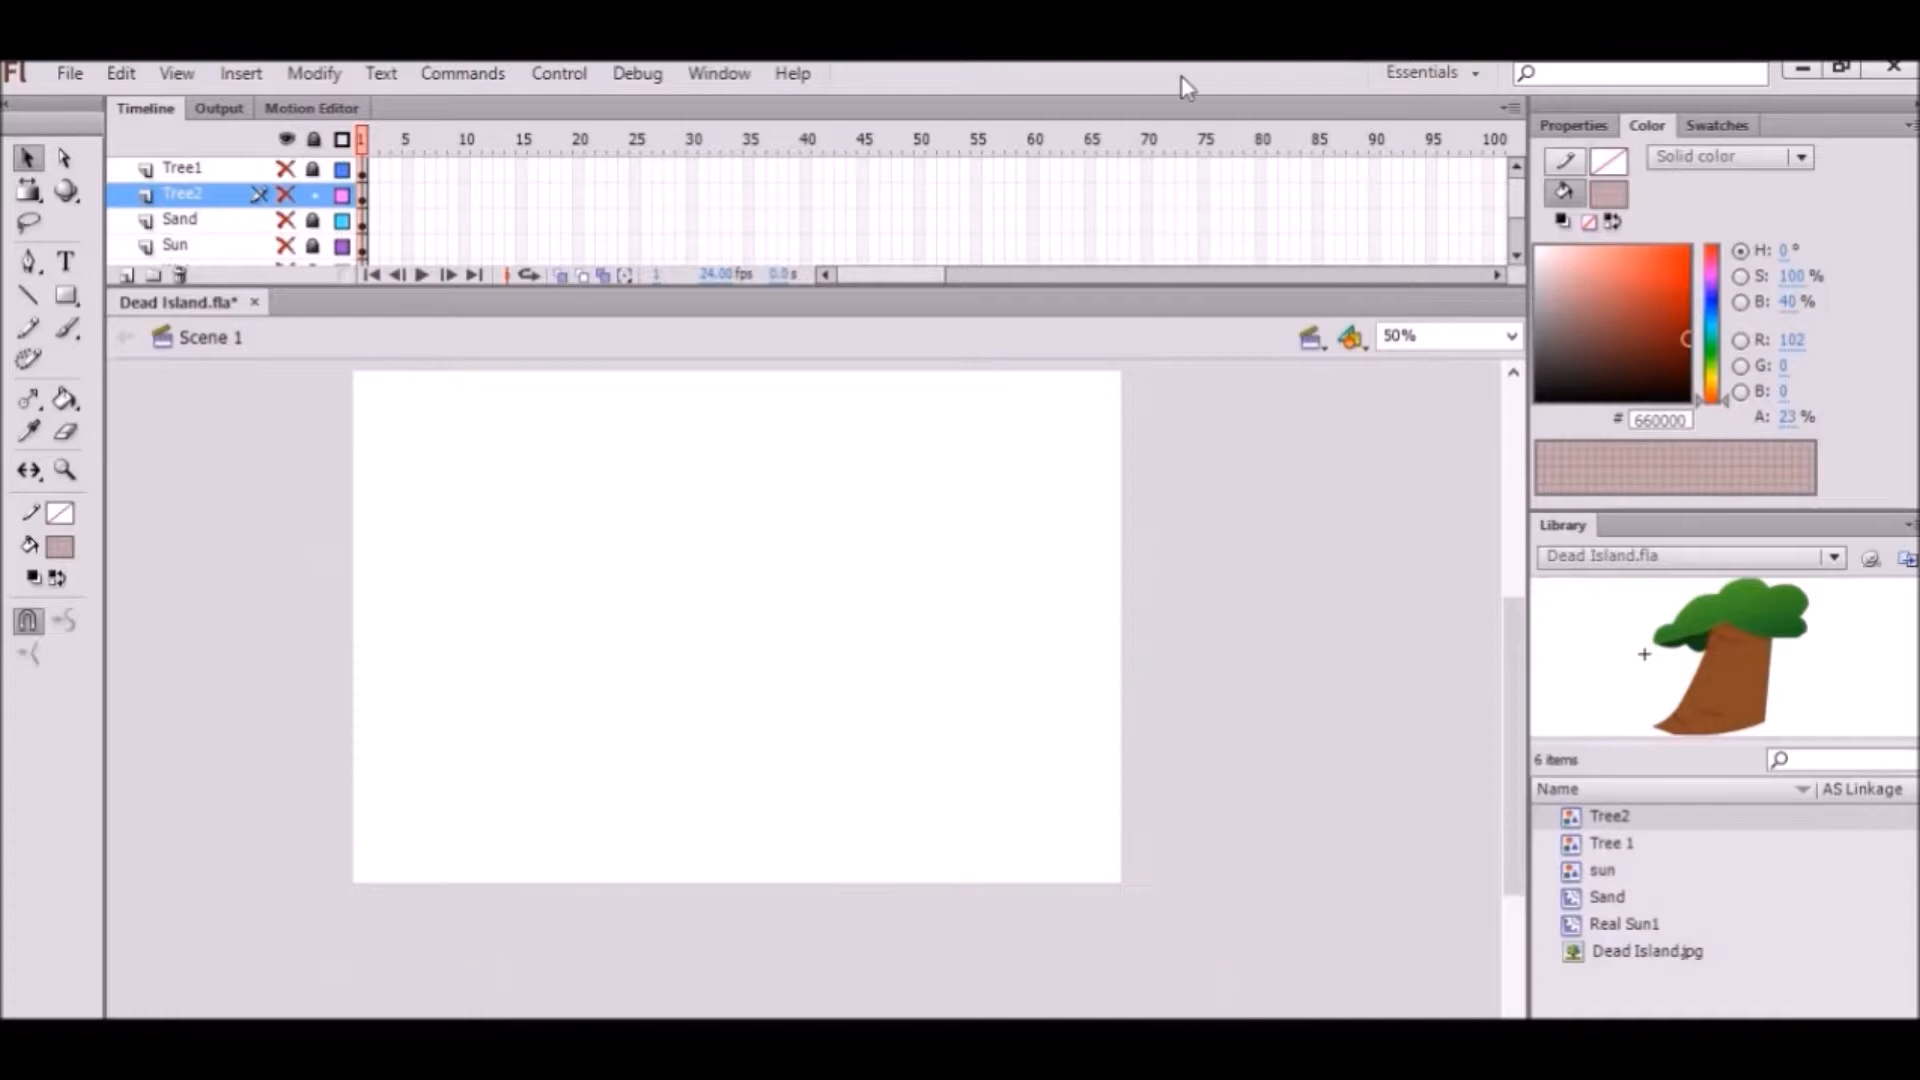 Fl File Edit View Insert Modify Text Commands Control Debug Window Help Essentials
Timeline Output Motion Editor
1 5 10 15 20 25 30 35 40 45 50 55 60 65 70 75 80 85 90 95 100
Tree1
Tree2
Sand
Sun
1 24.00 fps 0.0 s
Dead Island.fla*
Scene 1 50%
Properties Color Swatches
Solid color
H: 0 °
S: 100 %
B: 40 %
R: 102
G: 0
B: 0
# 660000 A: 23 %
Library
Dead Island.fla
6 items
Name AS Linkage
Tree2
Tree 1
sun
Sand
Real Sun1
Dead Island.jpg